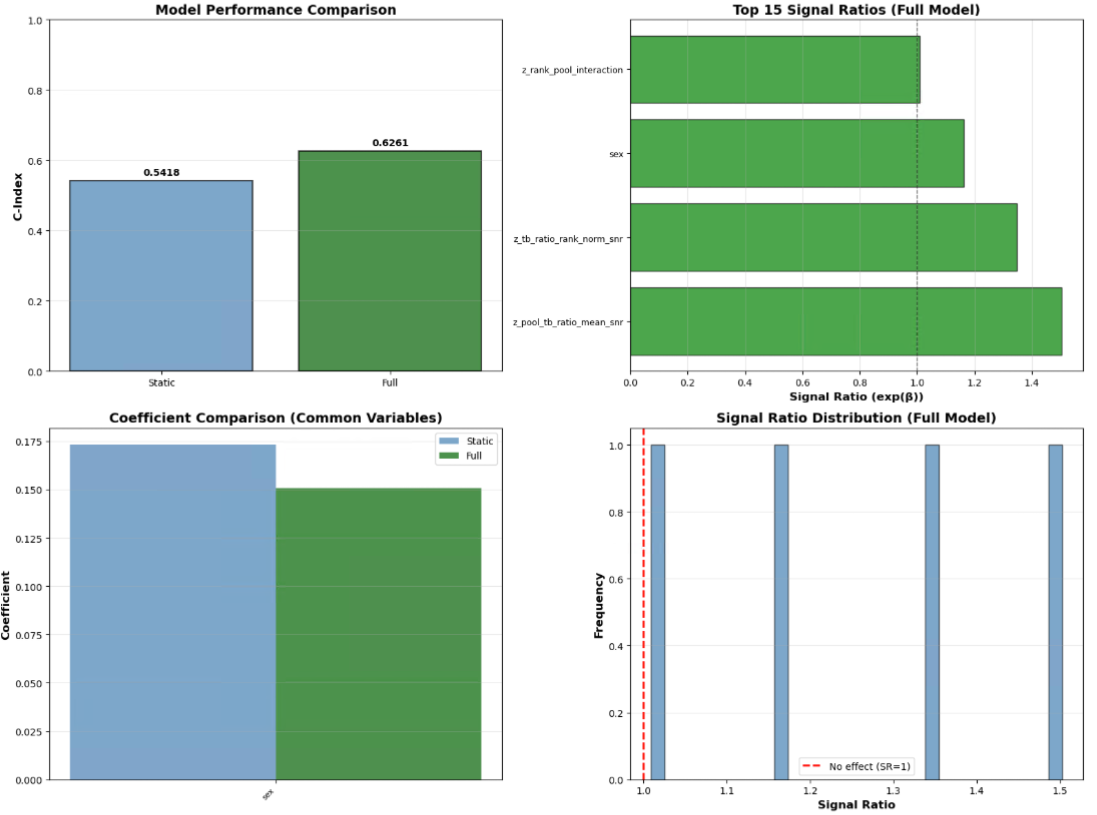 Model Performance Comparison
1.0
0.8
0.6
0.4
0.2
0.0
C-Index
0.5418
0.6261
Static
Full
Top 15 Signal Ratios (Full Model)
z_rank_pool_interaction
sex
z_tb_ratio_rank_norm_snr
z_pool_tb_ratio_mean_snr
0.0 0.2 0.4 0.6 0.8 1.0 1.2 1.4
Signal Ratio (exp(β))
Coefficient Comparison (Common Variables)
0.175
0.150
0.125
0.100
0.075
0.050
0.025
0.000
Coefficient
Static
Full
sex
Signal Ratio Distribution (Full Model)
1.0
0.8
0.6
0.4
0.2
0.0
Frequency
No effect (SR=1)
1.0 1.1 1.2 1.3 1.4 1.5
Signal Ratio